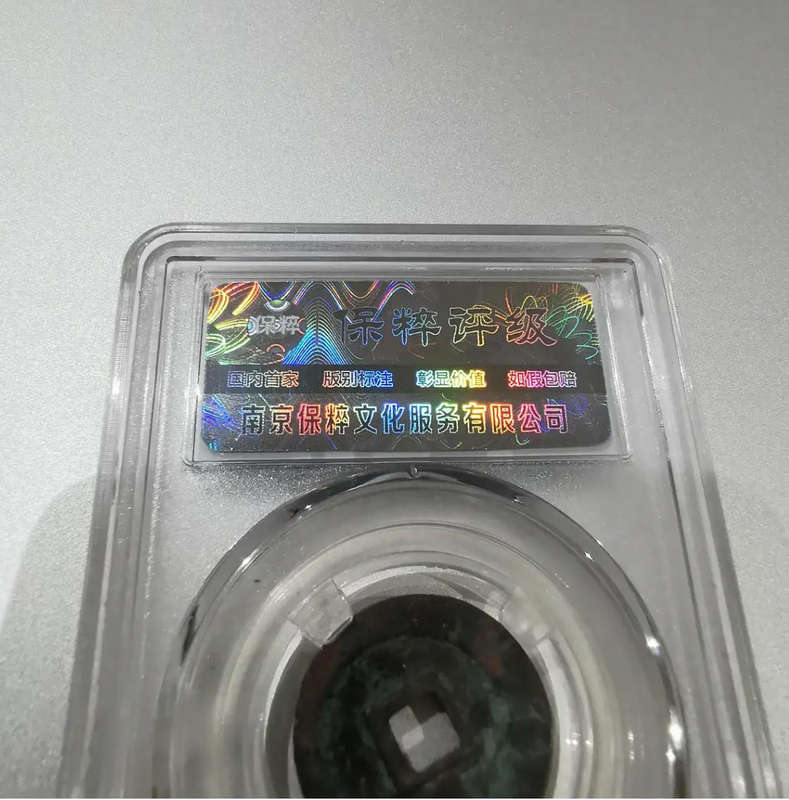 保粹 保粹评级
国内首家 版别标注 彰显价值 如假包赔
南京保粹文化服务有限公司